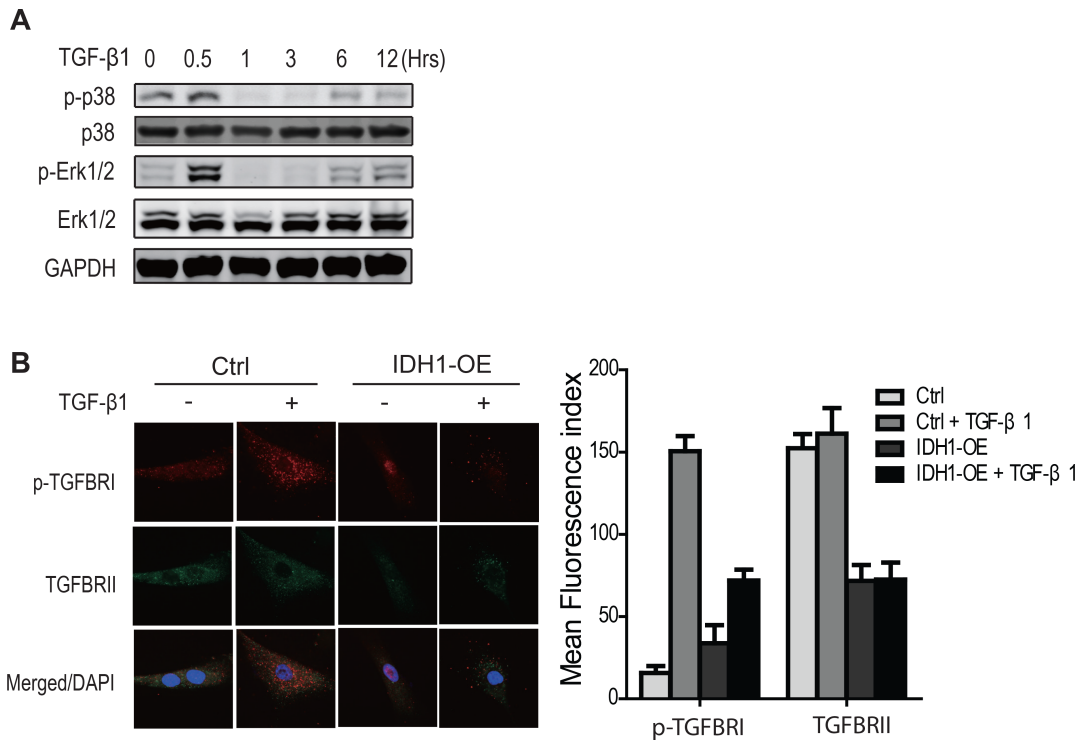 A
TGF-β1 0 0.5 1 3 6 12(Hrs)
p-p38
p38
p-Erk1/2
Erk1/2
GAPDH
B
Ctrl IDH1-OE
TGF-β1 - + - +
p-TGFBRI
TGFBRII
Merged/DAPI
Mean Fluorescence index
200
150
100
50
0
p-TGFBRI TGFBRII
Ctrl
Ctrl + TGF-β 1
IDH1-OE
IDH1-OE + TGF-β 1